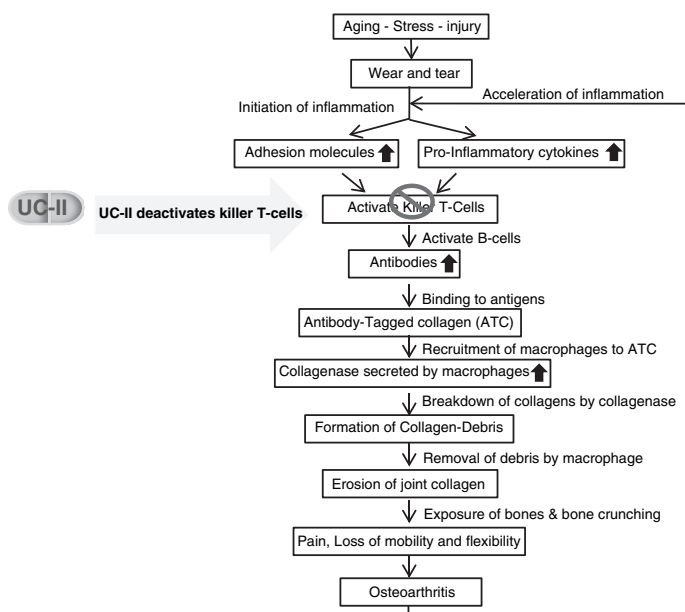 Aging - Stress - injury
Wear and tear
Acceleration of inflammation
Initiation of inflammation
Adhesion molecules
Pro-Inflammatory cytokines
UC-II
UC-II deactivates killer T-cells
Activate Killer T-Cells
Activate B-cells
Antibodies
Binding to antigens
Antibody-Tagged collagen (ATC)
Recruitment of macrophages to ATC
Collagenase secreted by macrophages
Breakdown of collagens by collagenase
Formation of Collagen-Debris
Removal of debris by macrophage
Erosion of joint collagen
Exposure of bones & bone crunching
Pain, Loss of mobility and flexibility
Osteoarthritis